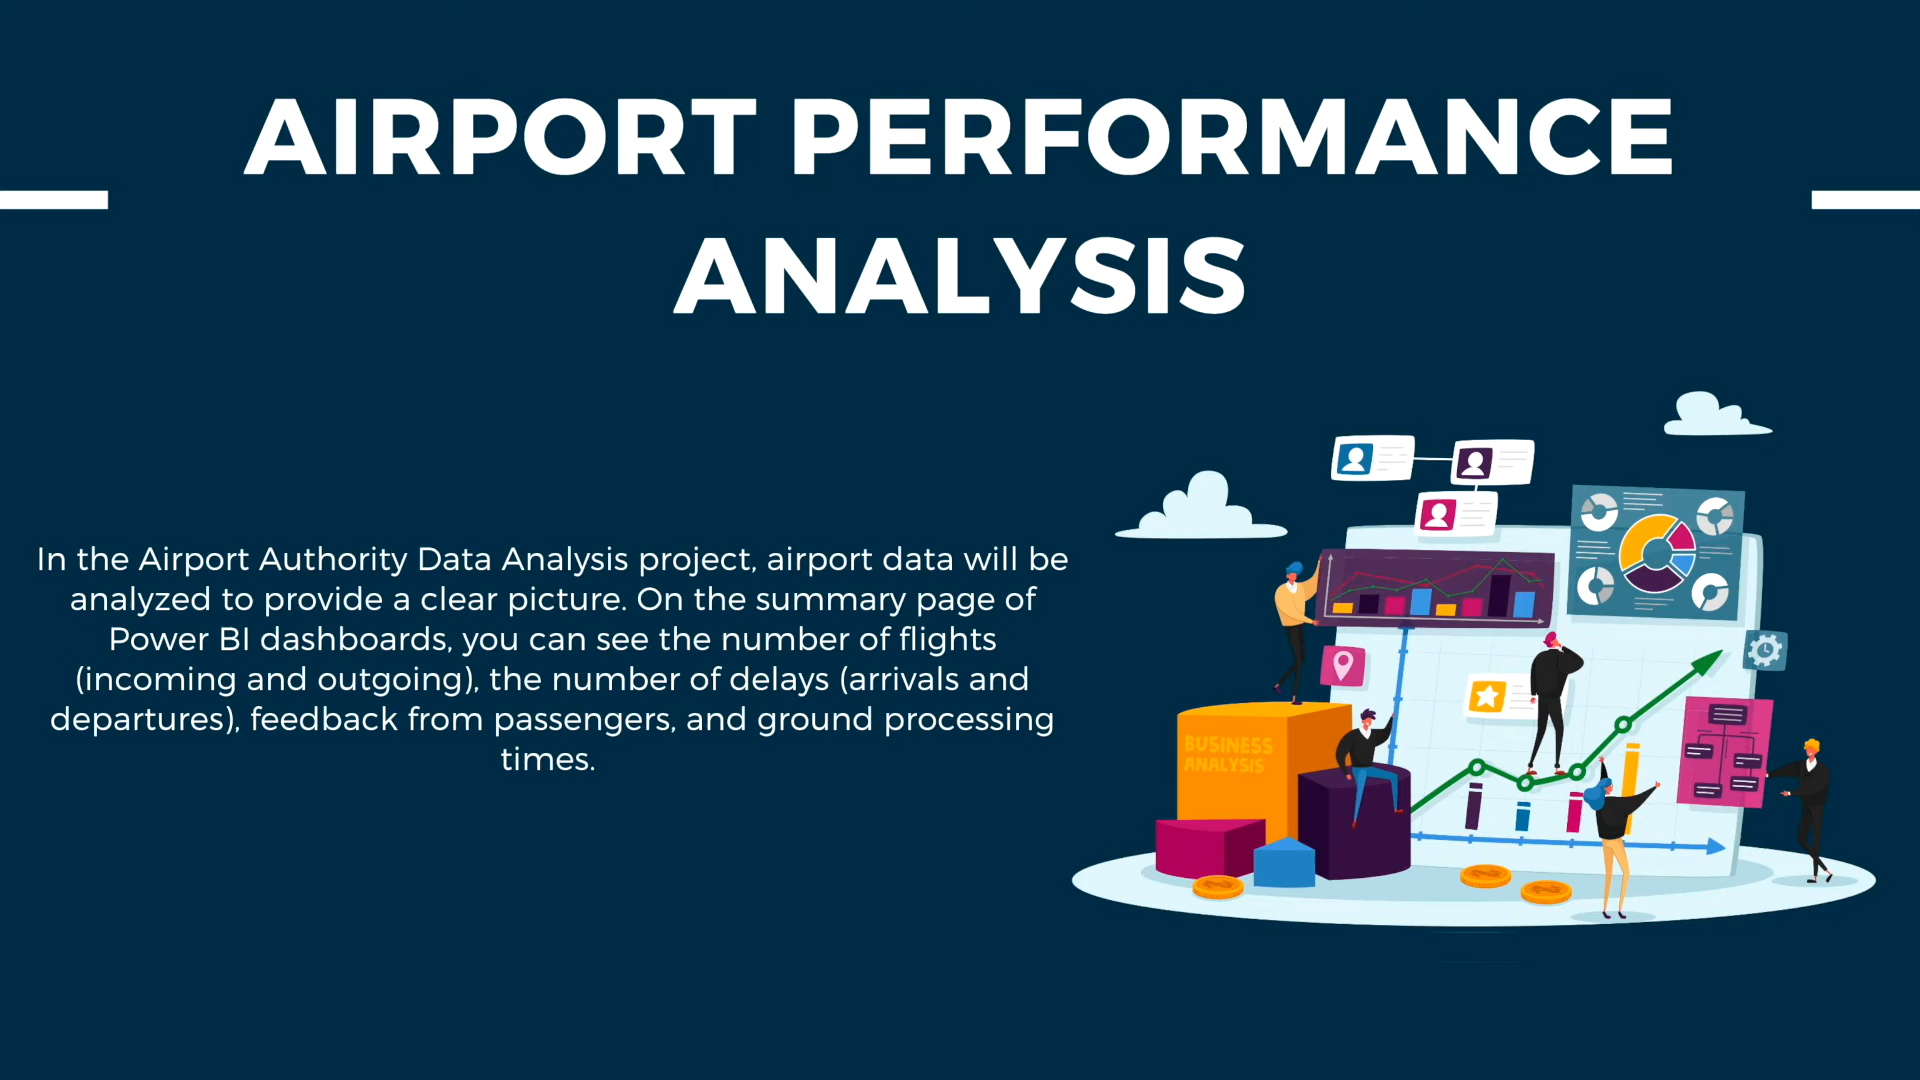 AIRPORT PERFORMANCE
ANALYSIS
In the Airport Authority Data Analysis project, airport data will be
analyzed to provide a clear picture. On the summary page of
Power BI dashboards, you can see the number of flights
(incoming and outgoing), the number of delays (arrivals and
departures), feedback from passengers, and ground processing
times.
BUSINESS
ANALYSIS